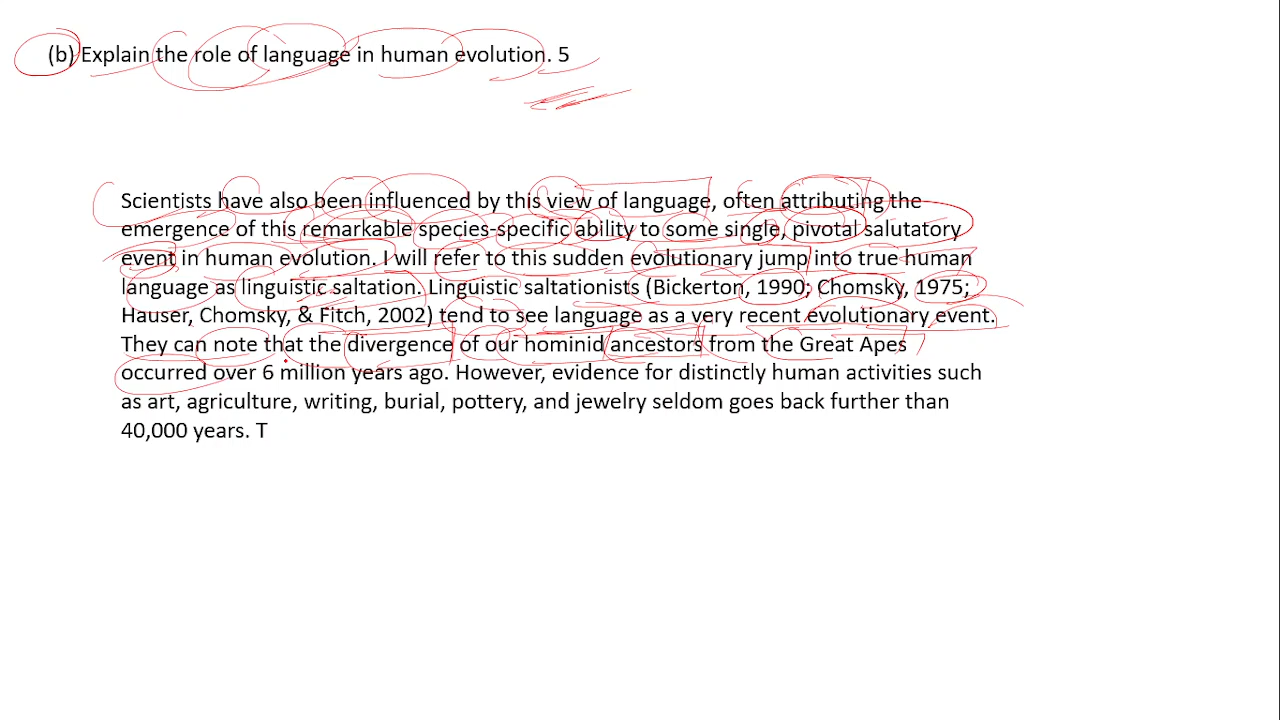 (b) Explain the role of language in human evolution. 5
Scientists have also been influenced by this view of language, often attributing the
emergence of this remarkable species-specific ability to some single, pivotal salutatory
event in human evolution. I will refer to this sudden evolutionary jump into true human
language as linguistic saltation. Linguistic saltationists (Bickerton, 1990; Chomsky, 1975;
Hauser, Chomsky, & Fitch, 2002) tend to see language as a very recent evolutionary event.
They can note that the divergence of our hominid ancestors from the Great Apes
occurred over 6 million years ago. However, evidence for distinctly human activities such
as art, agriculture, writing, burial, pottery, and jewelry seldom goes back further than
40,000 years. T